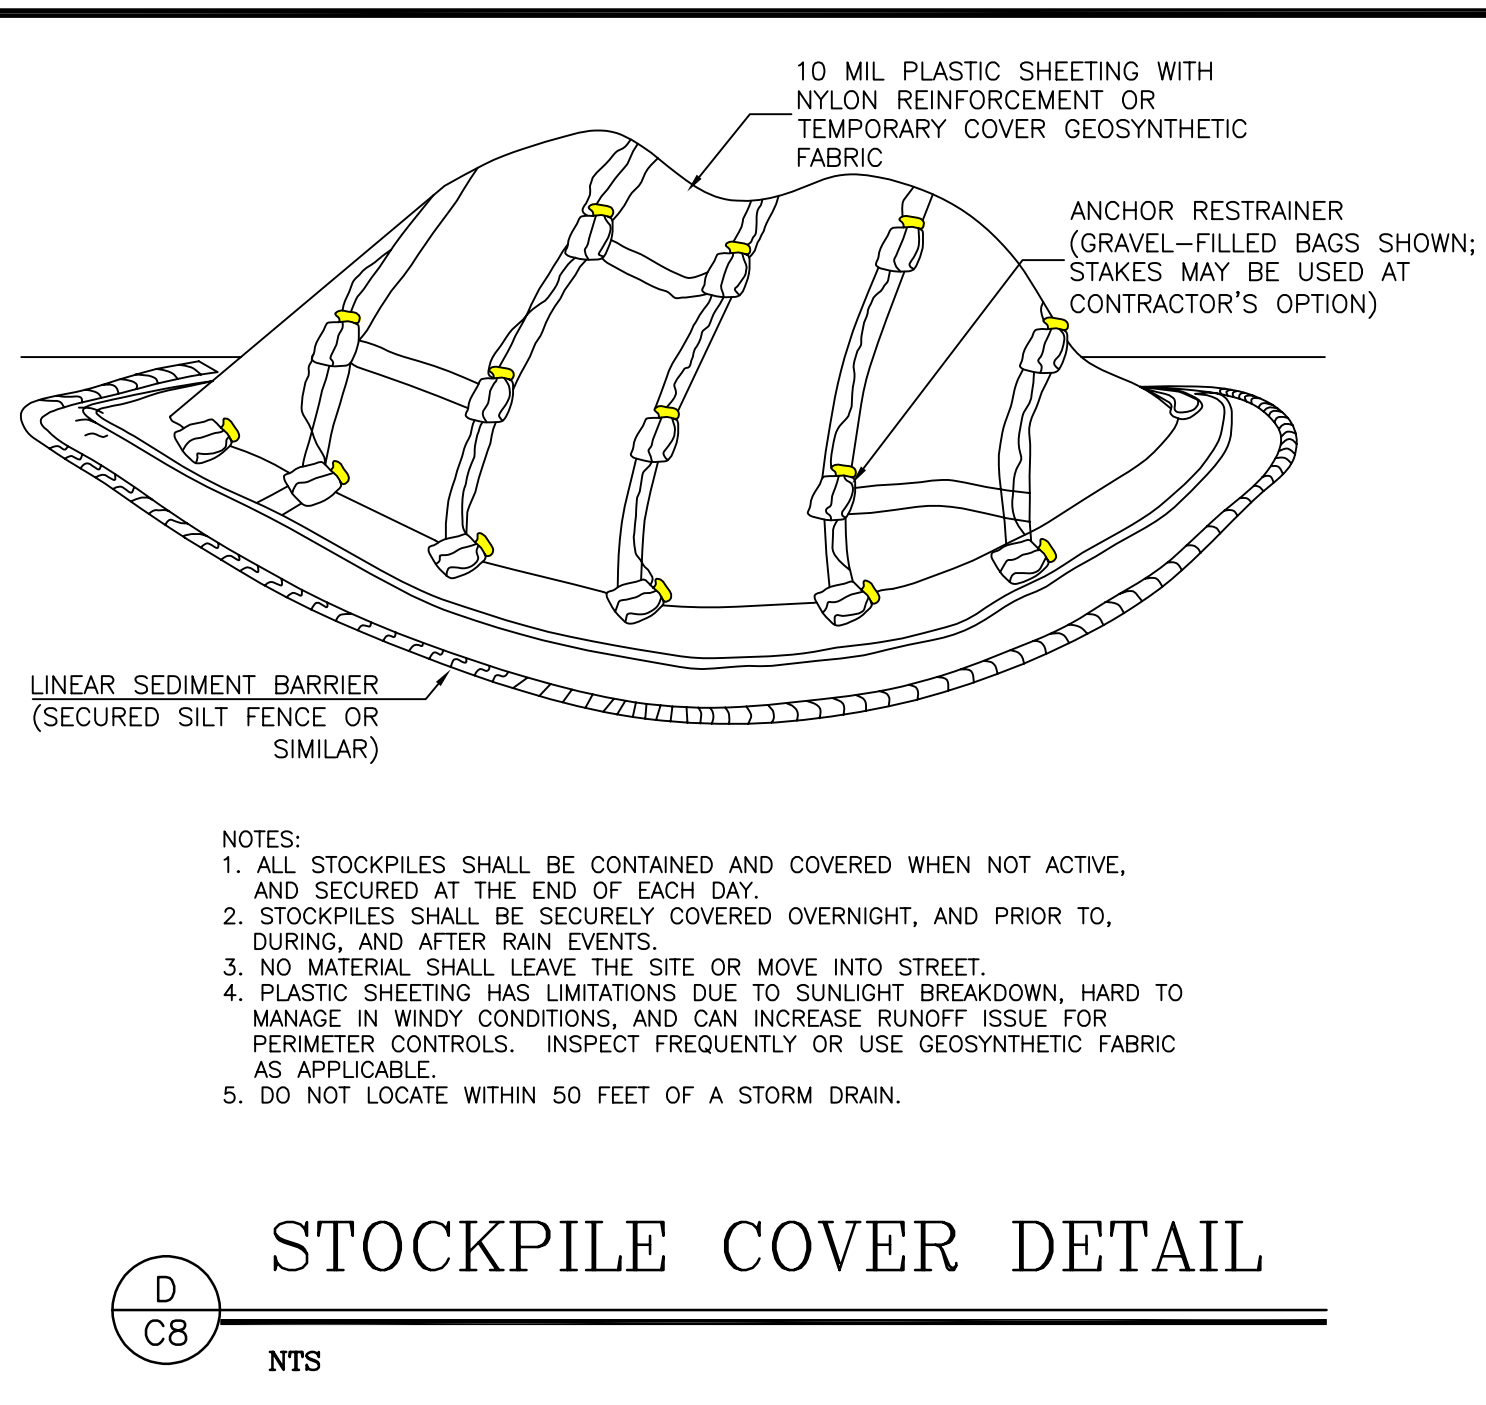 10 MIL PLASTIC SHEETING WITH
NYLON REINFORCEMENT OR
TEMPORARY COVER GEOSYNTHETIC
FABRIC
ANCHOR RESTRAINER
(GRAVEL-FILLED BAGS SHOWN;
STAKES MAY BE USED AT
CONTRACTOR'S OPTION)
LINEAR SEDIMENT BARRIER
(SECURED SILT FENCE OR
SIMILAR)
NOTES:
1. ALL STOCKPILES SHALL BE CONTAINED AND COVERED WHEN NOT ACTIVE,
AND SECURED AT THE END OF EACH DAY.
2. STOCKPILES SHALL BE SECURELY COVERED OVERNIGHT, AND PRIOR TO,
DURING, AND AFTER RAIN EVENTS.
3. NO MATERIAL SHALL LEAVE THE SITE OR MOVE INTO STREET.
4. PLASTIC SHEETING HAS LIMITATIONS DUE TO SUNLIGHT BREAKDOWN, HARD TO
MANAGE IN WINDY CONDITIONS, AND CAN INCREASE RUNOFF ISSUE FOR
PERIMETER CONTROLS. INSPECT FREQUENTLY OR USE GEOSYNTHETIC FABRIC
AS APPLICABLE.
5. DO NOT LOCATE WITHIN 50 FEET OF A STORM DRAIN.
STOCKPILE COVER DETAIL
D
C8
NTS